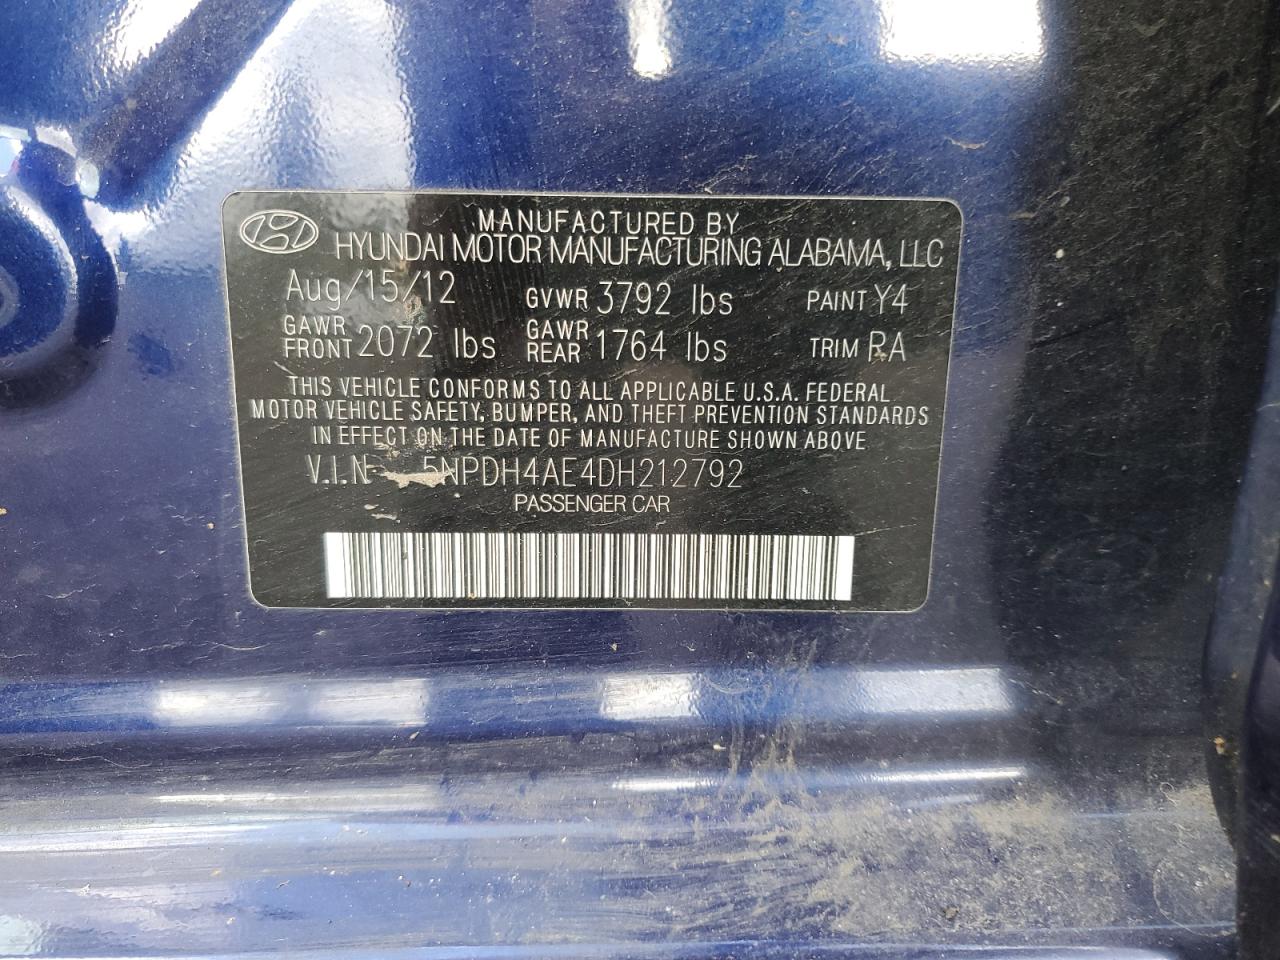 MANUFACTURED BY
HYUNDAI MOTOR MANUFACTURING ALABAMA, LLC
Aug/15/12 GVWR 3792 lbs PAINT Y4
GAWR FRONT 2072 lbs GAWR REAR 1764 lbs TRIM RA
THIS VEHICLE CONFORMS TO ALL APPLICABLE U.S.A. FEDERAL
MOTOR VEHICLE SAFETY, BUMPER, AND THEFT PREVENTION STANDARDS
IN EFFECT ON THE DATE OF MANUFACTURE SHOWN ABOVE
V.I.N 5NPDH4AE4DH212792
PASSENGER CAR